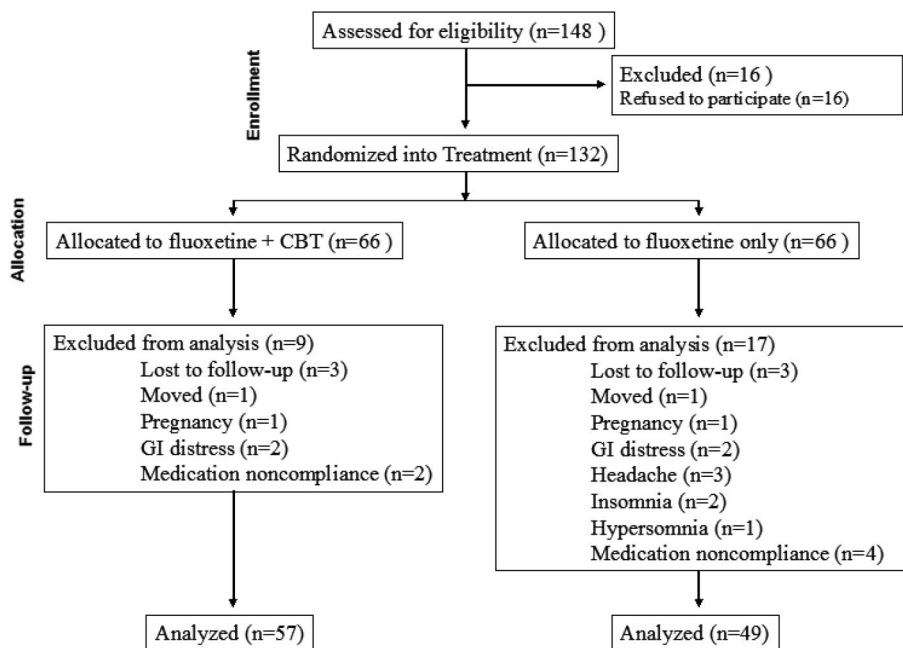 Assessed for eligibility (n=148 )
Enrollment
Excluded (n=16 )
Refused to participate (n=16)
Randomized into Treatment (n=132)
Allocation
Allocated to fluoxetine + CBT (n=66 )
Allocated to fluoxetine only (n=66 )
Follow-up
Excluded from analysis (n=9)
Lost to follow-up (n=3)
Moved (n=1)
Pregnancy (n=1)
GI distress (n=2)
Medication noncompliance (n=2)
Excluded from analysis (n=17)
Lost to follow-up (n=3)
Moved (n=1)
Pregnancy (n=1)
GI distress (n=2)
Headache (n=3)
Insomnia (n=2)
Hypersomnia (n=1)
Medication noncompliance (n=4)
Analyzed (n=57)
Analyzed (n=49)